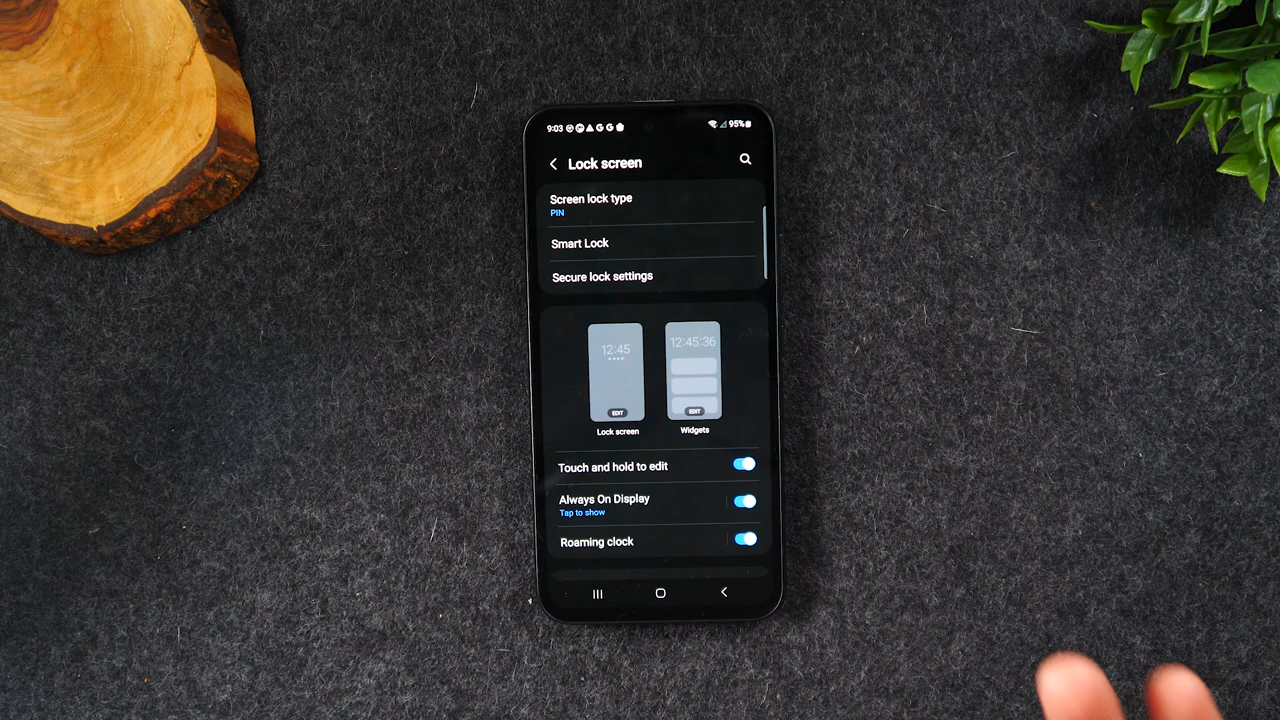 9:03
95%
Lock screen
Screen lock type
PIN
Smart Lock
Secure lock settings
12:45
EDIT
Lock screen
12:45:36
EDIT
Widgets
Touch and hold to edit
Always On Display
Tap to show
Roaming clock